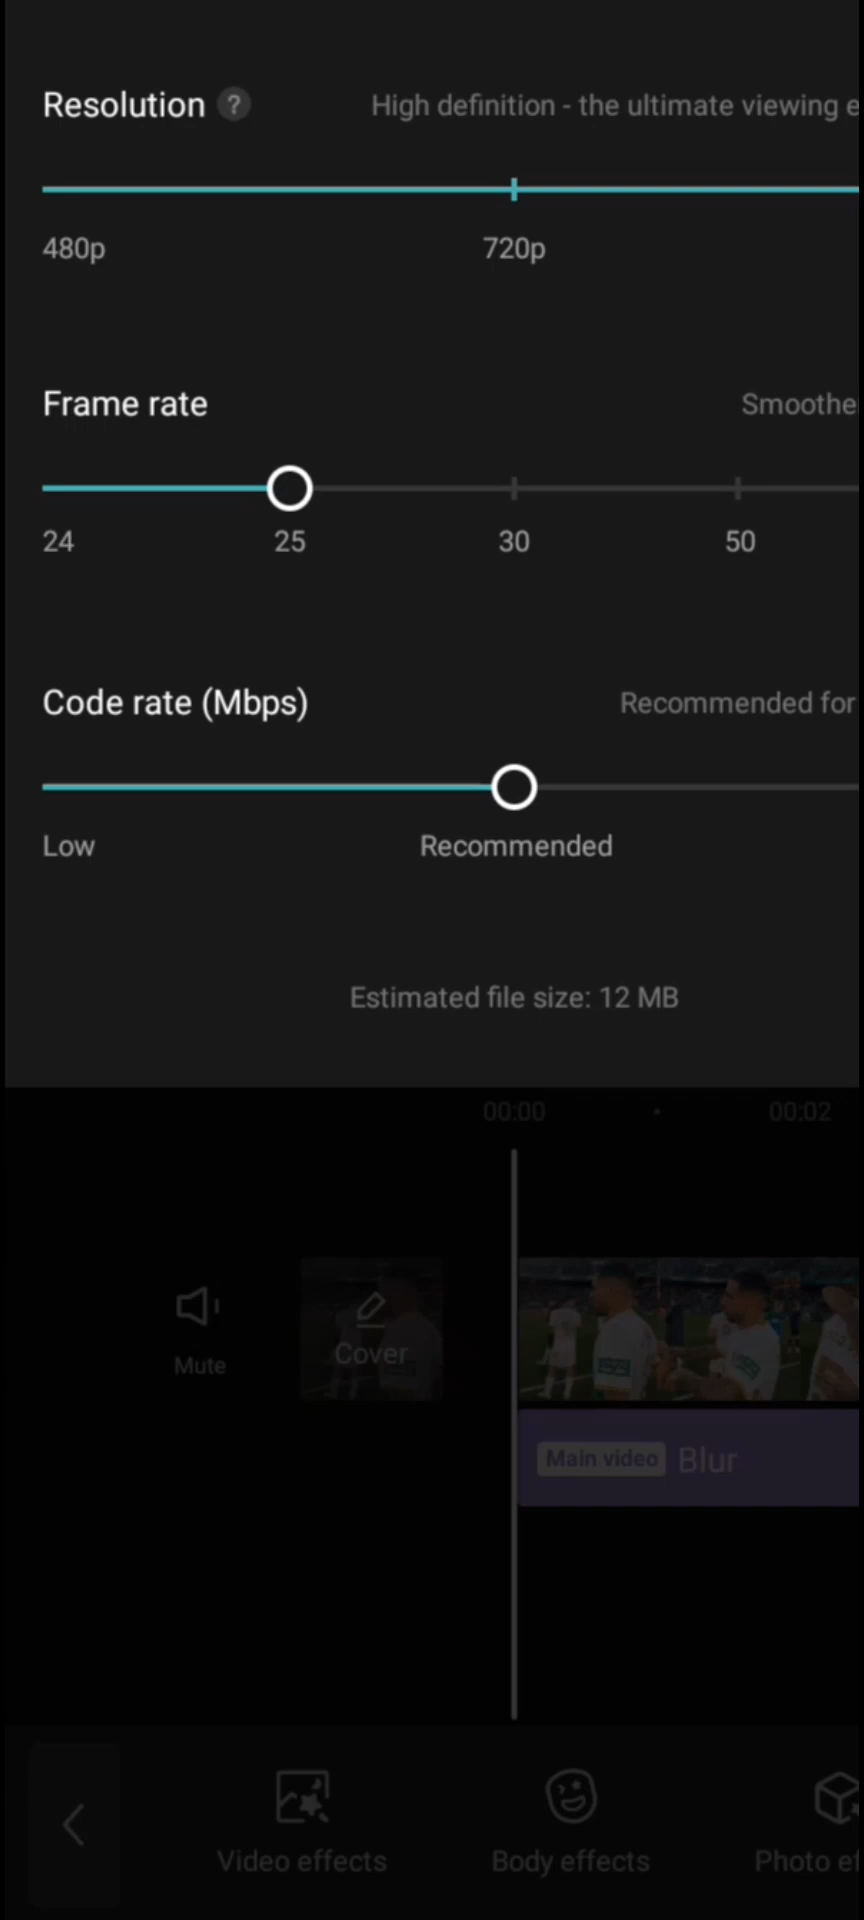 Resolution ? High definition - the ultimate viewing e
480p 720p
Frame rate Smoothe
24 25 30 50
Code rate (Mbps) Recommended for
Low Recommended
Estimated file size: 12 MB
00:00 00:02
Mute
Cover
Main video Blur
Video effects Body effects Photo ef